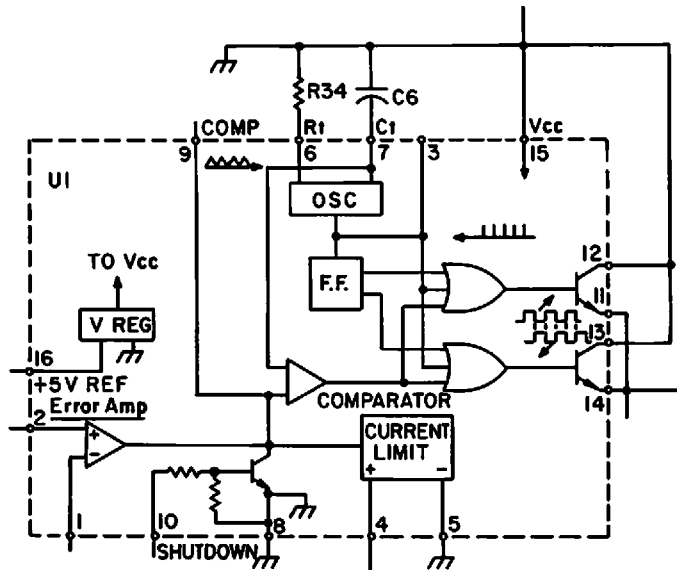 R34
C6
COMP
Rt
Ct
Vcc
9
6
7
3
15
U1
OSC
TO Vcc
F.F.
12
V REG
11
16
13
+5V REF
Error Amp
COMPARATOR
2
14
+
-
CURRENT
LIMIT
+ -
1
10
8
4
5
SHUTDOWN